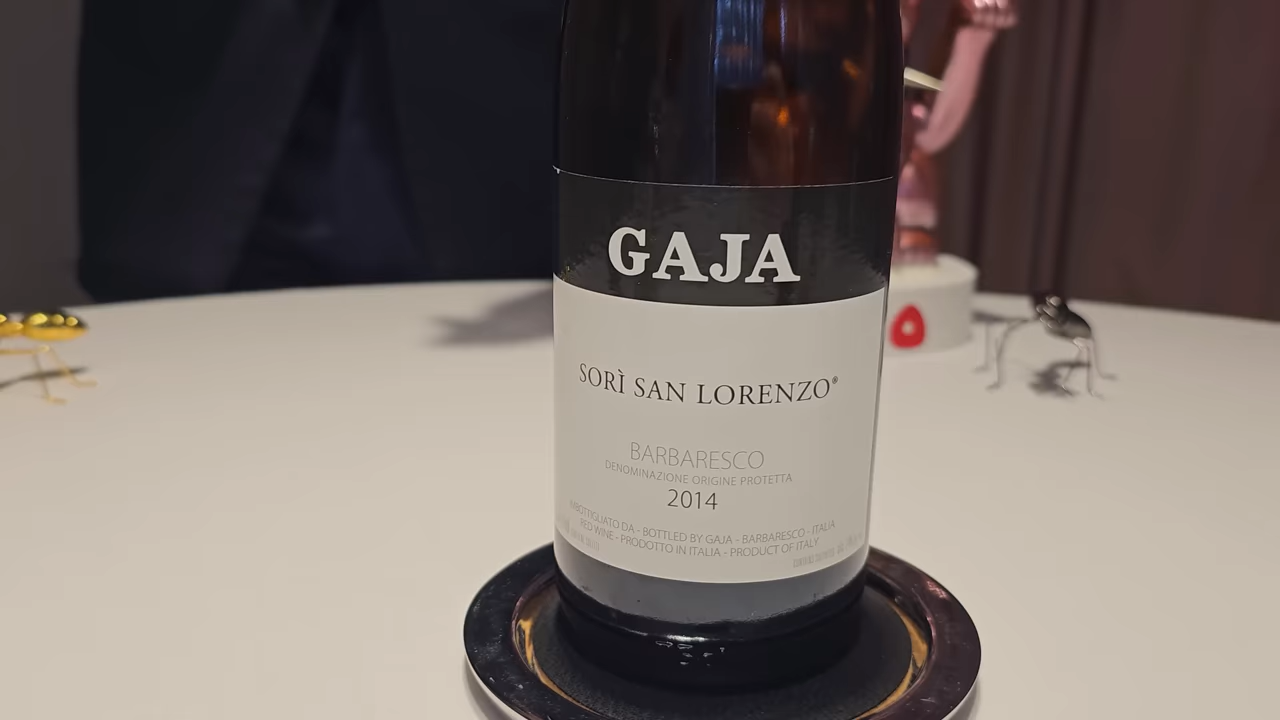 GAJA
SORÌ SAN LORENZO®
BARBARESCO
DENOMINAZIONE ORIGINE PROTETTA
2014
IMBOTTIGLIATO DA - BOTTLED BY GAJA - BARBARESCO - ITALIA
RED WINE - PRODOTTO IN ITALIA - PRODUCT OF ITALY